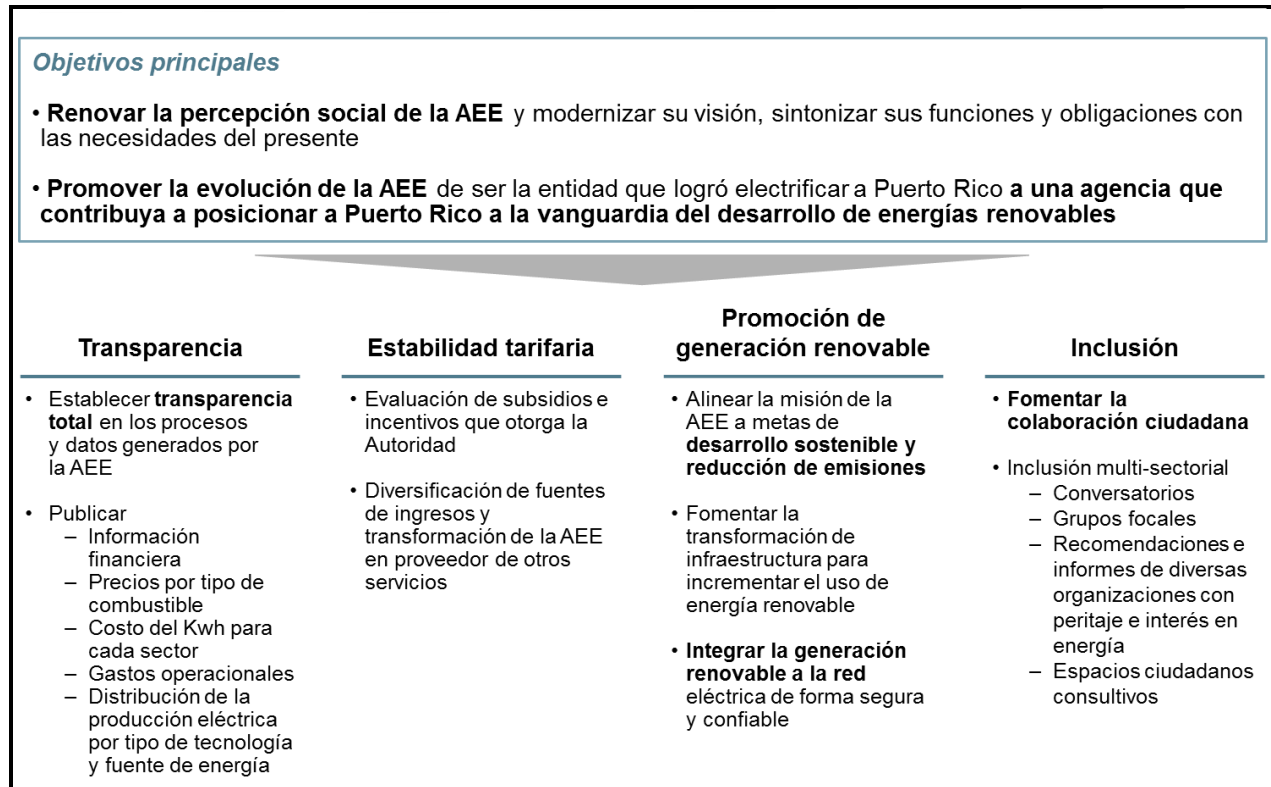 Objetivos principales
• Renovar la percepción social de la AEE y modernizar su visión, sintonizar sus funciones y obligaciones con
las necesidades del presente
• Promover la evolución de la AEE de ser la entidad que logró electrificar a Puerto Rico a una agencia que
contribuya a posicionar a Puerto Rico a la vanguardia del desarrollo de energías renovables
Transparencia
• Establecer transparencia
total en los procesos
y datos generados por
la AEE
• Publicar
– Información
financiera
– Precios por tipo de
combustible
– Costo del Kwh para
cada sector
– Gastos operacionales
– Distribución de la
producción eléctrica
por tipo de tecnología
y fuente de energía
Estabilidad tarifaria
• Evaluación de subsidios e
incentivos que otorga la
Autoridad
• Diversificación de fuentes
de ingresos y
transformación de la AEE
en proveedor de otros
servicios
Promoción de
generación renovable
• Alinear la misión de la
AEE a metas de
desarrollo sostenible y
reducción de emisiones
• Fomentar la
transformación de
infraestructura para
incrementar el uso de
energía renovable
• Integrar la generación
renovable a la red
eléctrica de forma segura
y confiable
Inclusión
• Fomentar la
colaboración ciudadana
• Inclusión multi-sectorial
– Conversatorios
– Grupos focales
– Recomendaciones e
informes de diversas
organizaciones con
peritaje e interés en
energía
– Espacios ciudadanos
consultivos